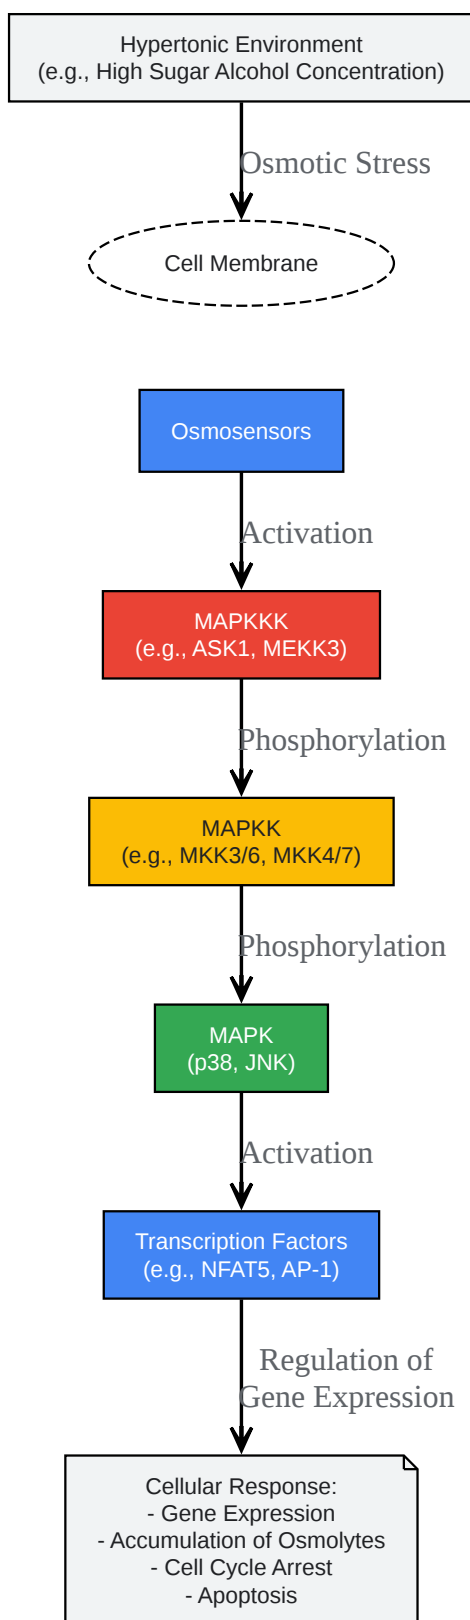 Hypertonic Environment
(e.g., High Sugar Alcohol Concentration)
Osmotic Stress
Cell Membrane
Osmosensors
Activation
MAPKKK
(e.g., ASK1, MEKK3)
Phosphorylation
MAPKK
(e.g., MKK3/6, MKK4/7)
Phosphorylation
MAPK
(p38, JNK)
Activation
Transcription Factors
(e.g., NFAT5, AP-1)
Regulation of
Gene Expression
Cellular Response:
- Gene Expression
- Accumulation of Osmolytes
- Cell Cycle Arrest
- Apoptosis